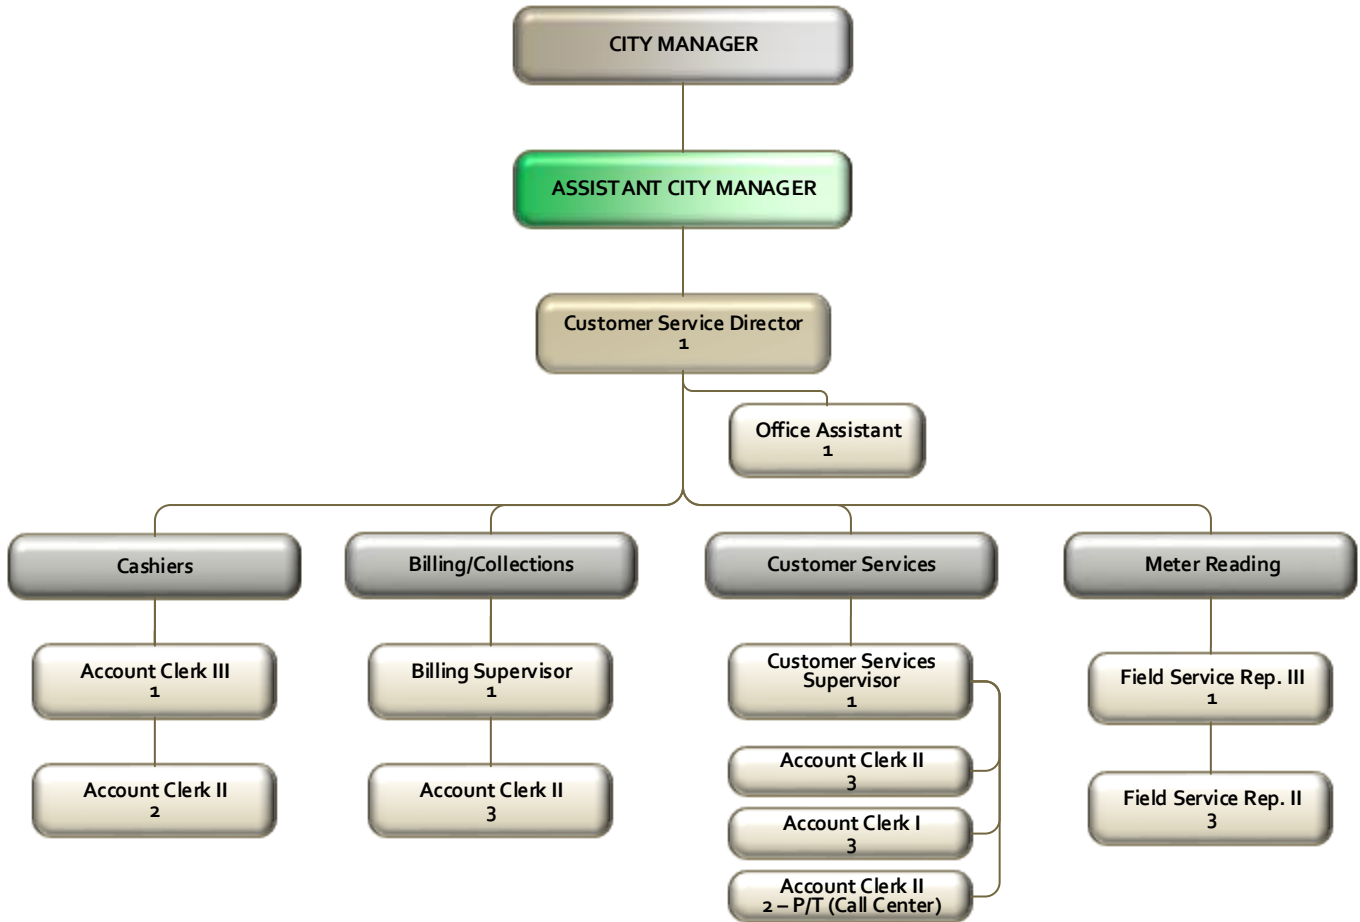 CITY MANAGER
ASSISTANT CITY MANAGER
Customer Service Director
1
Office Assistant
1
Cashiers
Billing/Collections
Customer Services
Meter Reading
Account Clerk III
1
Billing Supervisor
1
Customer Services
Supervisor
1
Field Service Rep. III
1
Account Clerk II
2
Account Clerk II
3
Account Clerk II
3
Account Clerk I
3
Account Clerk II
2 – P/T (Call Center)
Field Service Rep. II
3